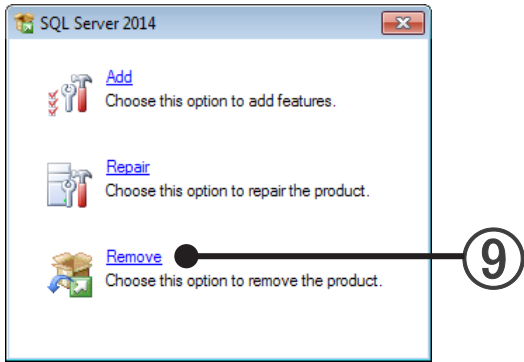 SQL Server 2014
Add
Choose this option to add features.
Repair
Choose this option to repair the product.
Remove
Choose this option to remove the product.
9